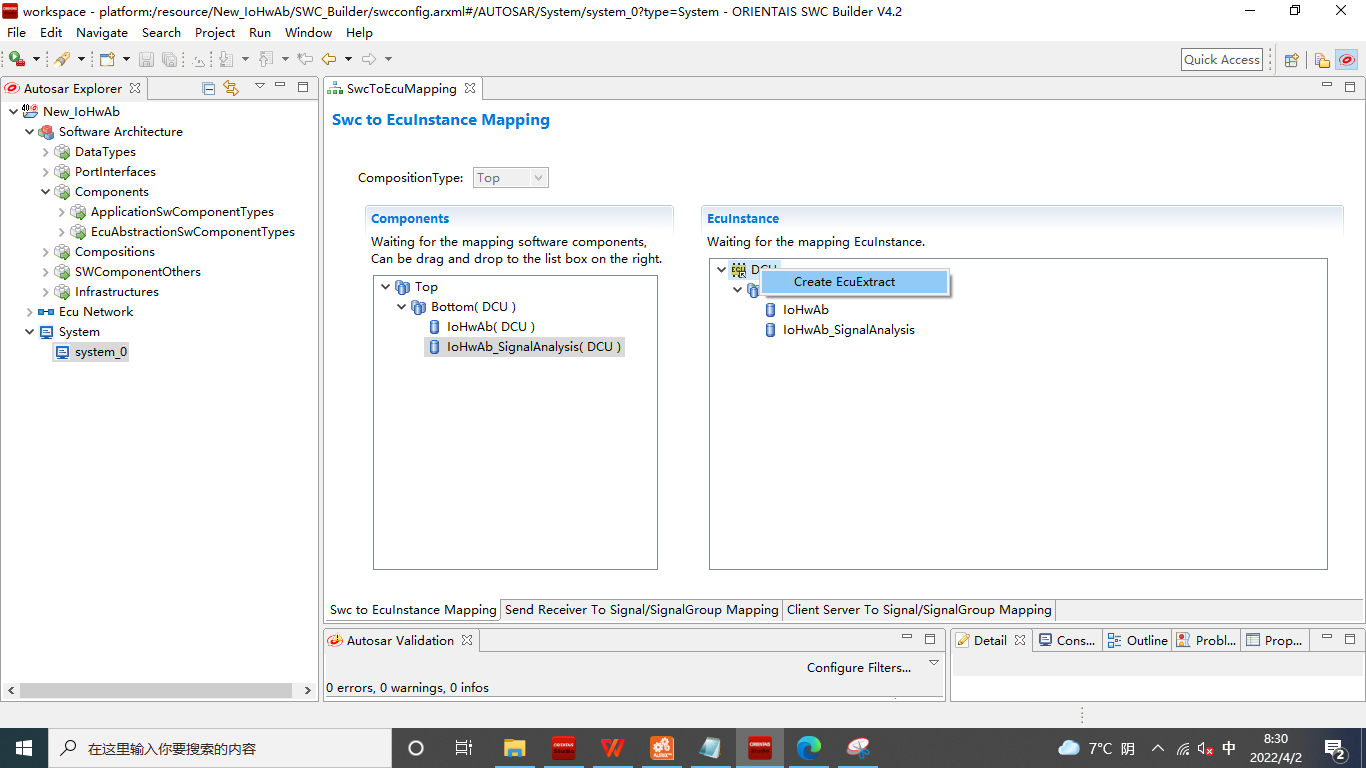 workspace - platform:/resource/New_IoHwAb/SWC_Builder/swcconfig.arxml#/AUTOSAR/System/system_0?type=System - ORIENTAIS SWC Builder V4.2
File Edit Navigate Search Project Run Window Help
Quick Access
Autosar Explorer
New_IoHwAb
Software Architecture
DataTypes
PortInterfaces
Components
ApplicationSwComponentTypes
EcuAbstractionSwComponentTypes
Compositions
SWComponentOthers
Infrastructures
Ecu Network
System
system_0
SwcToEcuMapping
Swc to EcuInstance Mapping
CompositionType: Top
Components
Waiting for the mapping software components,
Can be drag and drop to the list box on the right.
Top
Bottom( DCU )
IoHwAb( DCU )
IoHwAb_SignalAnalysis( DCU )
EcuInstance
Waiting for the mapping EcuInstance.
DCU
Create EcuExtract
IoHwAb
IoHwAb_SignalAnalysis
Swc to EcuInstance Mapping Send Receiver To Signal/SignalGroup Mapping Client Server To Signal/SignalGroup Mapping
Autosar Validation
Configure Filters...
0 errors, 0 warnings, 0 infos
Detail Cons... Outline Probl... Prop...
在这里输入你要搜索的内容
7°C 阴
中
8:30
2022/4/2
2